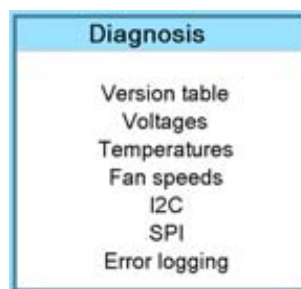 Diagnosis
Version table
Voltages
Temperatures
Fan speeds
I2C
SPI
Error logging